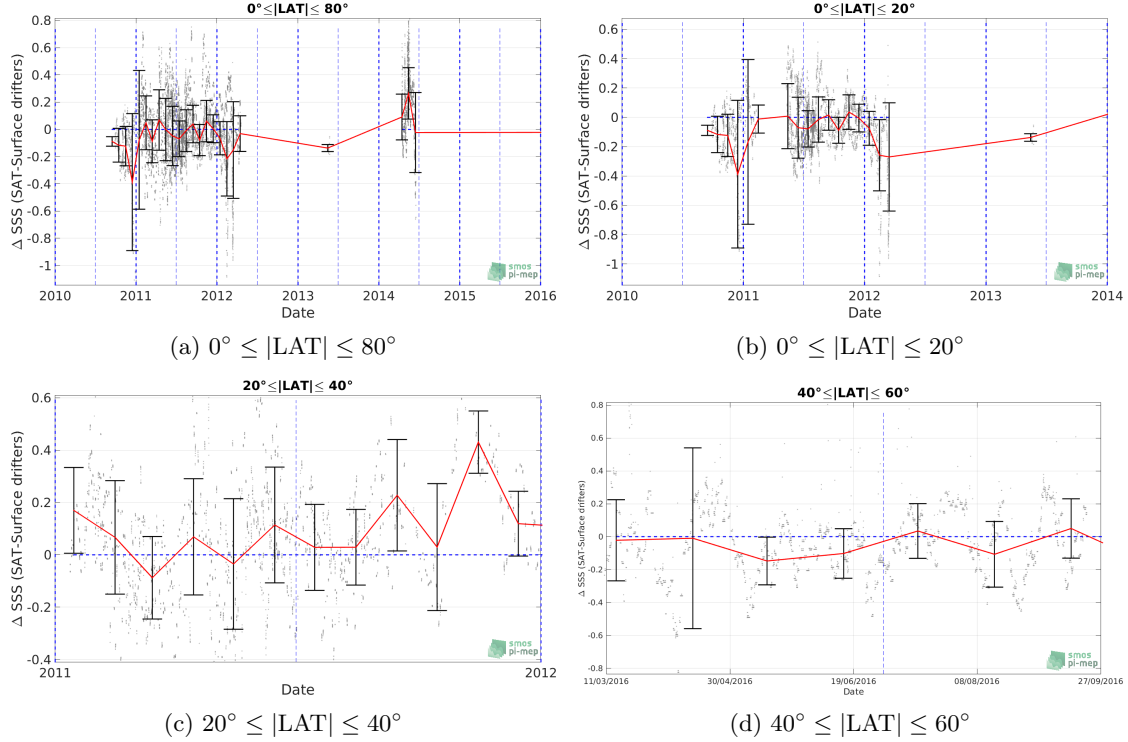 0°≤|LAT|≤ 80°
Δ SSS (SAT-Surface drifters)
0.8
0.6
0.4
0.2
0
-0.2
-0.4
-0.6
-0.8
-1
2010 2011 2012 2013 2014 2015 2016
Date
smos
pi-mep
(a) 0° ≤ |LAT| ≤ 80°
0°≤|LAT|≤ 20°
Δ SSS (SAT-Surface drifters)
0.6
0.4
0.2
0
-0.2
-0.4
-0.6
-0.8
-1
2010 2011 2012 2013 2014
Date
smos
pi-mep
(b) 0° ≤ |LAT| ≤ 20°
20°≤|LAT|≤ 40°
Δ SSS (SAT-Surface drifters)
0.6
0.4
0.2
0
-0.2
-0.4
2011 2012
Date
smos
pi-mep
(c) 20° ≤ |LAT| ≤ 40°
40°≤|LAT|≤ 60°
Δ SSS (SAT-Surface drifters)
0.8
0.6
0.4
0.2
0
-0.2
-0.4
-0.6
-0.8
11/03/2016 30/04/2016 19/06/2016 08/08/2016 27/09/2016
Date
smos
pi-mep
(d) 40° ≤ |LAT| ≤ 60°